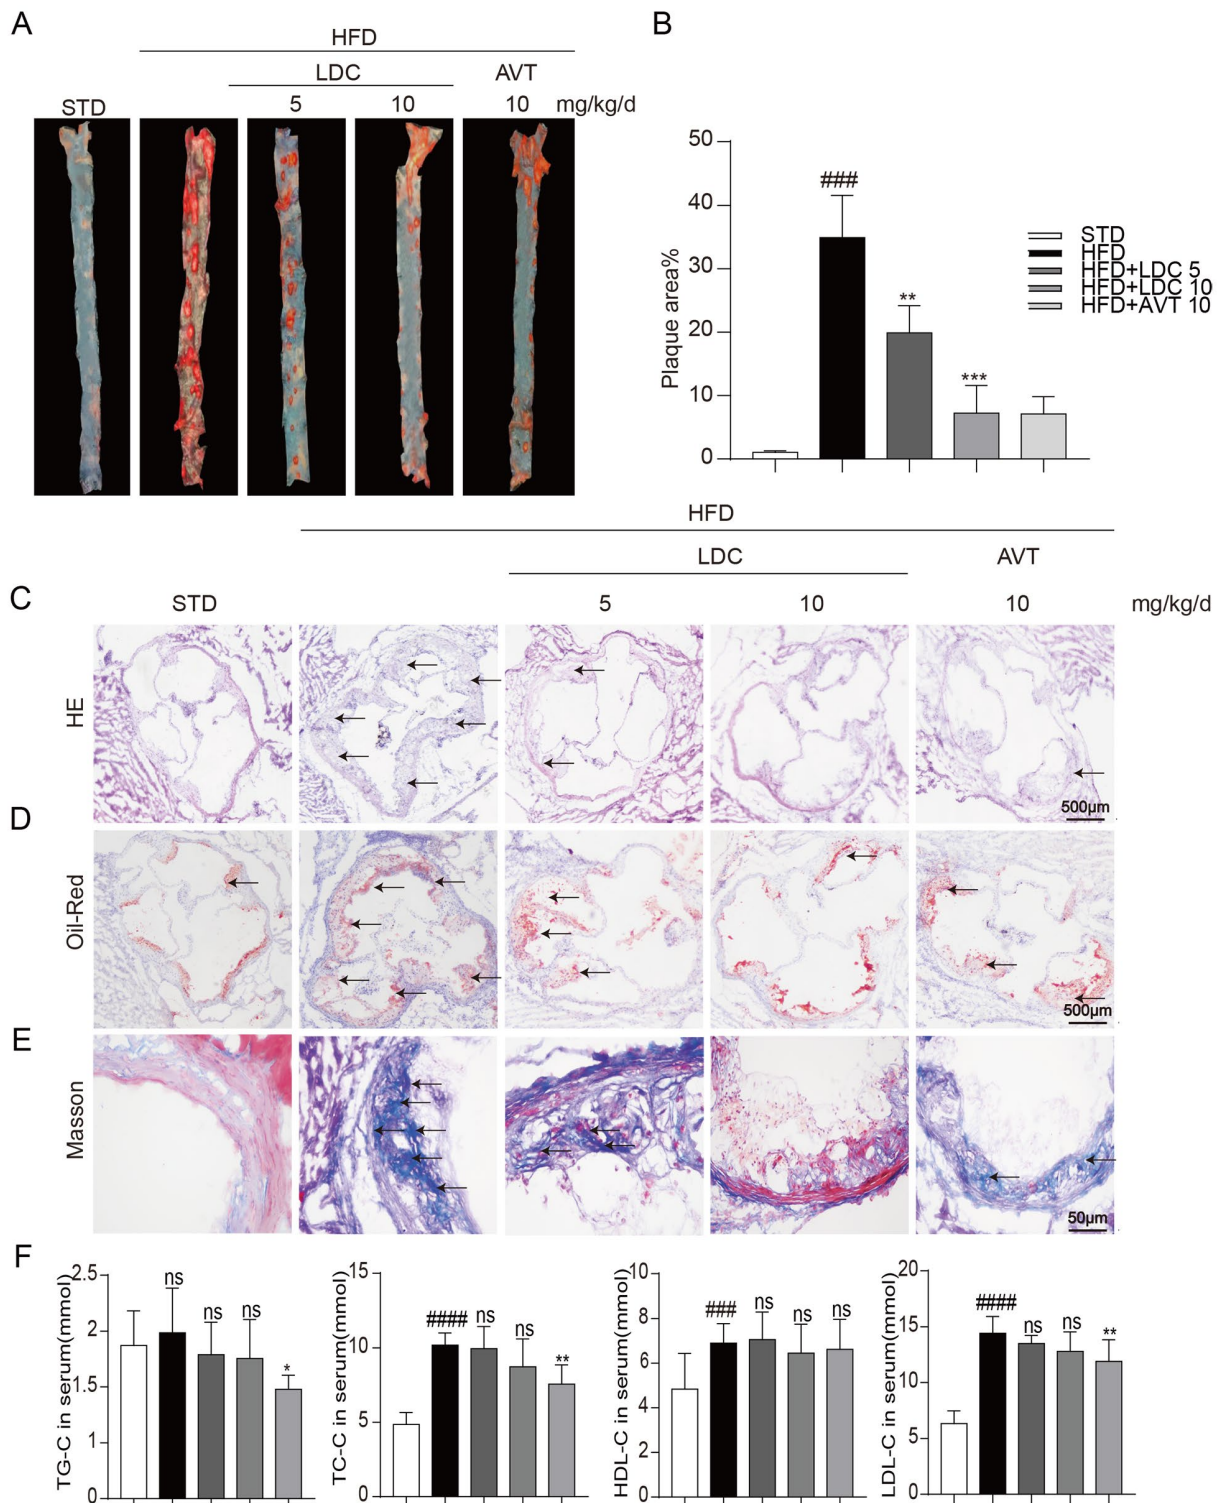 A
HFD
LDC
AVT
STD
5
10
10
mg/kg/d
B
50
40
30
20
10
0
Plaque area%
###
**
***
STD
HFD
HFD+LDC 5
HFD+LDC 10
HFD+AVT 10
HFD
LDC
AVT
C
STD
5
10
10
mg/kg/d
HE
500μm
D
Oil-Red
500μm
E
Masson
50μm
F
TG-C in serum(mmol)
2.5
2
1.5
1
0
ns
ns
ns
*
TC-C in serum(mmol)
15
10
5
0
####
ns
ns
**
HDL-C in serum(mmol)
8
6
4
2
0
###
ns
ns
ns
LDL-C in serum(mmol)
20
15
10
5
0
####
ns
ns
**